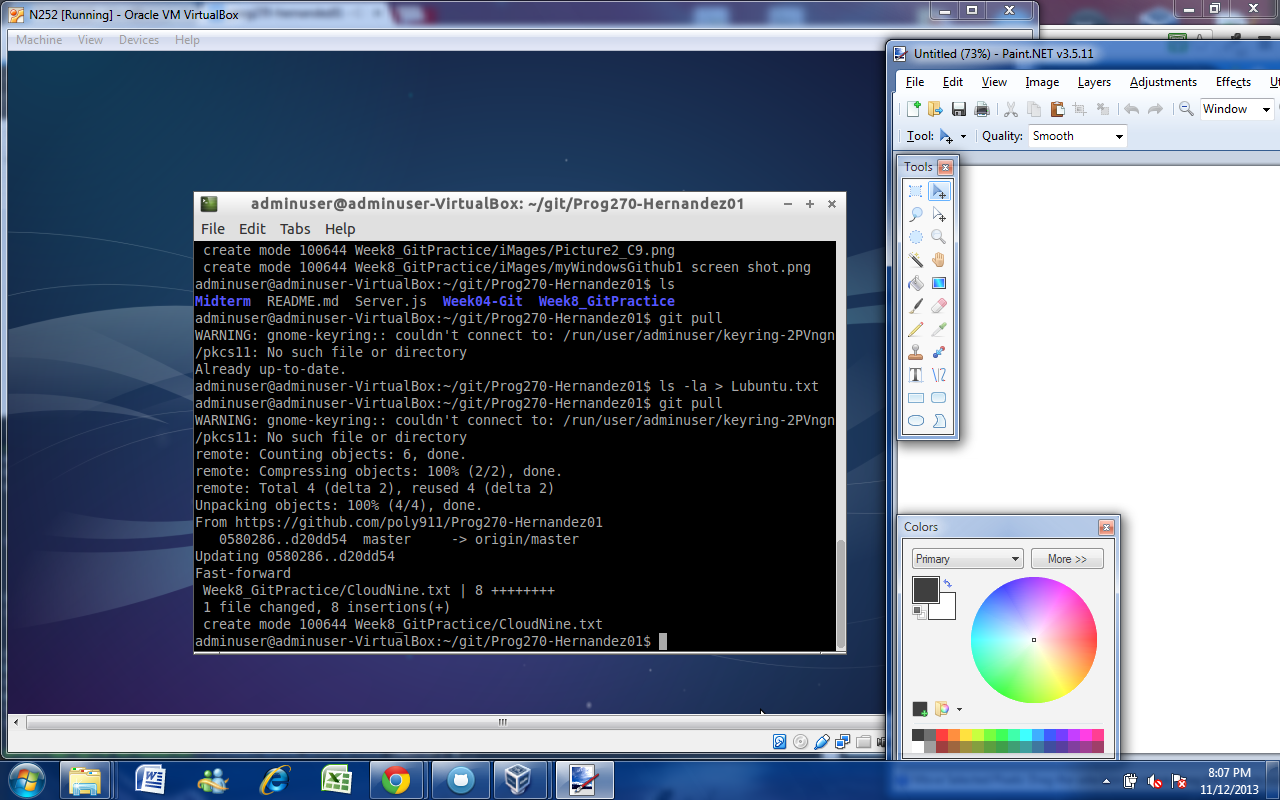 N252 [Running] - Oracle VM VirtualBox
Machine View Devices Help
adminuser@adminuser-VirtualBox: ~/git/Prog270-Hernandez01
File Edit Tabs Help
 create mode 100644 Week8_GitPractice/iMages/Picture2_C9.png
 create mode 100644 Week8_GitPractice/iMages/myWindowsGithub1 screen shot.png
adminuser@adminuser-VirtualBox:~/git/Prog270-Hernandez01$ ls
Midterm  README.md  Server.js  Week04-Git  Week8_GitPractice
adminuser@adminuser-VirtualBox:~/git/Prog270-Hernandez01$ git pull
WARNING: gnome-keyring:: couldn't connect to: /run/user/adminuser/keyring-2PVngn
/pkcs11: No such file or directory
Already up-to-date.
adminuser@adminuser-VirtualBox:~/git/Prog270-Hernandez01$ ls -la > Lubuntu.txt
adminuser@adminuser-VirtualBox:~/git/Prog270-Hernandez01$ git pull
WARNING: gnome-keyring:: couldn't connect to: /run/user/adminuser/keyring-2PVngn
/pkcs11: No such file or directory
remote: Counting objects: 6, done.
remote: Compressing objects: 100% (2/2), done.
remote: Total 4 (delta 2), reused 4 (delta 2)
Unpacking objects: 100% (4/4), done.
From https://github.com/poly911/Prog270-Hernandez01
   0580286..d20dd54  master     -> origin/master
Updating 0580286..d20dd54
Fast-forward
 Week8_GitPractice/CloudNine.txt | 8 ++++++++
 1 file changed, 8 insertions(+)
 create mode 100644 Week8_GitPractice/CloudNine.txt
adminuser@adminuser-VirtualBox:~/git/Prog270-Hernandez01$
Untitled (73%) - Paint.NET v3.5.11
File Edit View Image Layers Adjustments Effects Ut
Window
Tool: Quality: Smooth
Tools
Colors
Primary More >>
8:07 PM
11/12/2013